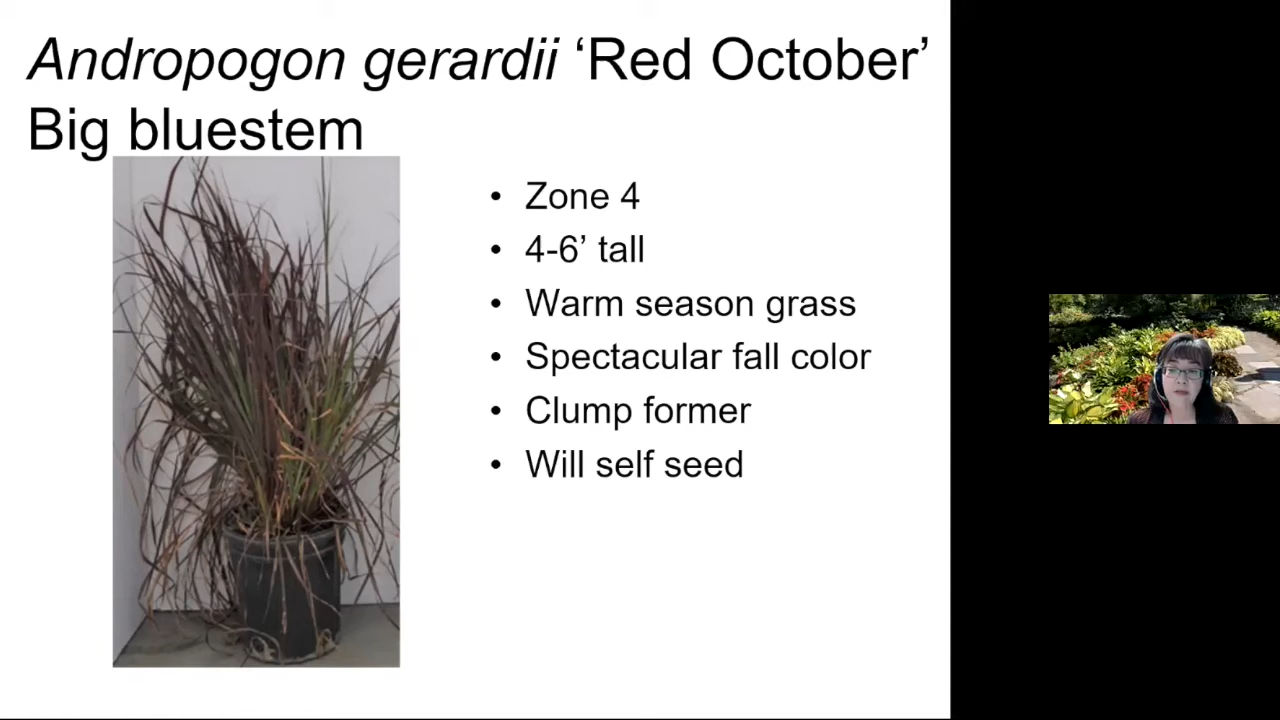 Andropogon gerardii ‘Red October’
Big bluestem
• Zone 4
• 4-6’ tall
• Warm season grass
• Spectacular fall color
• Clump former
• Will self seed